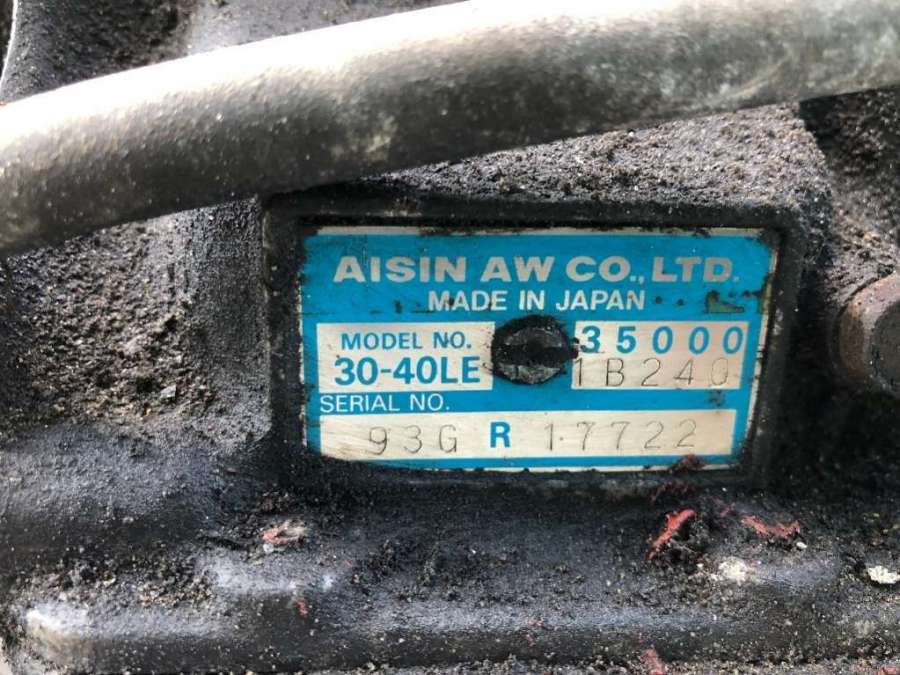 AISIN AW CO., LTD.
MADE IN JAPAN
MODEL NO. 35000
30-40LE 1B240
SERIAL NO.
93G R 17722